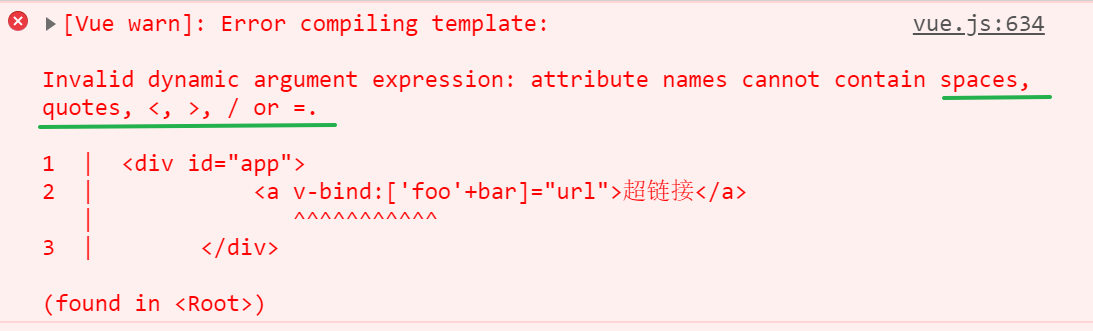 [Vue warn]: Error compiling template:
vue.js:634
Invalid dynamic argument expression: attribute names cannot contain spaces,
quotes, <, >, / or =.
1  |  <div id="app">
2  |            <a v-bind:['foo'+bar]="url">超链接</a>
   |               ^^^^^^^^^^^
3  |        </div>
(found in <Root>)